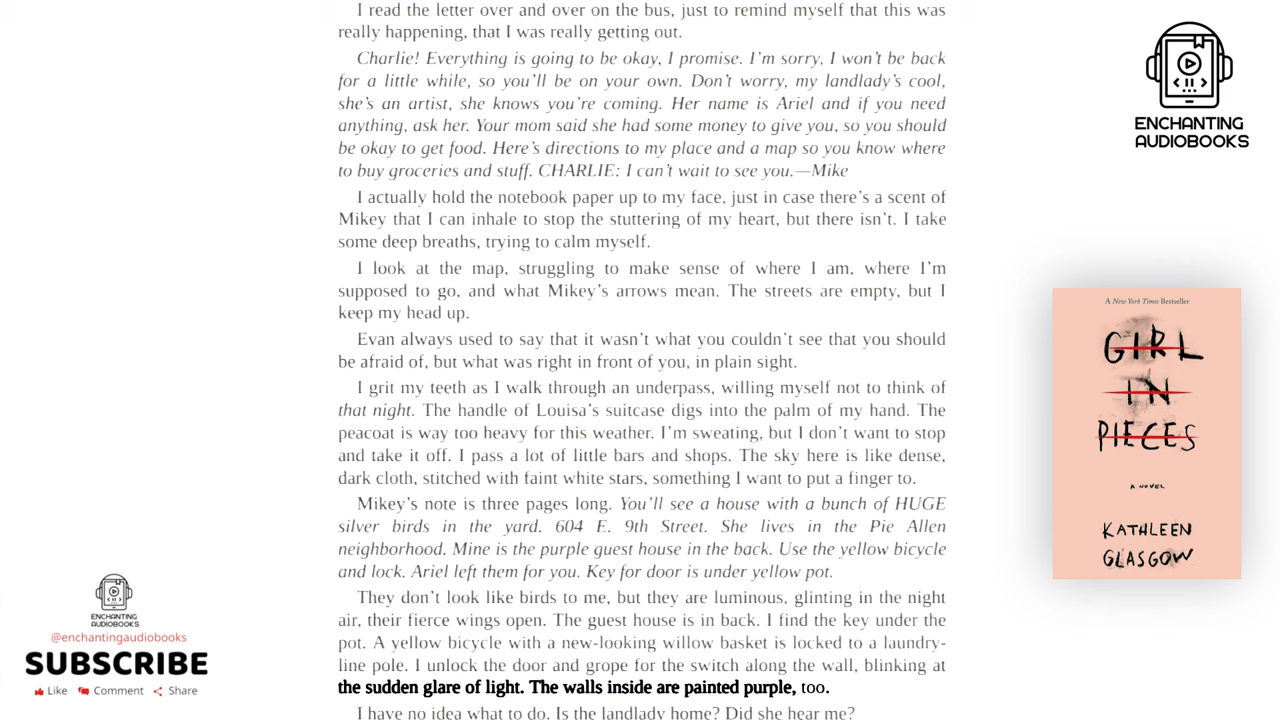 I read the letter over and over on the bus, just to remind myself that this was
really happening, that I was really getting out.
Charlie! Everything is going to be okay, I promise. I'm sorry, I won't be back
for a little while, so you'll be on your own. Don't worry, my landlady's cool,
she's an artist, she knows you're coming. Her name is Ariel and if you need
anything, ask her. Your mom said she had some money to give you, so you should
be okay to get food. Here's directions to my place and a map so you know where
to buy groceries and stuff. CHARLIE: I can't wait to see you.—Mike
I actually hold the notebook paper up to my face, just in case there's a scent of
Mikey that I can inhale to stop the stuttering of my heart, but there isn't. I take
some deep breaths, trying to calm myself.
I look at the map, struggling to make sense of where I am, where I'm
supposed to go, and what Mikey's arrows mean. The streets are empty, but I
keep my head up.
Evan always used to say that it wasn't what you couldn't see that you should
be afraid of, but what was right in front of you, in plain sight.
I grit my teeth as I walk through an underpass, willing myself not to think of
that night. The handle of Louisa's suitcase digs into the palm of my hand. The
peacoat is way too heavy for this weather. I'm sweating, but I don't want to stop
and take it off. I pass a lot of little bars and shops. The sky here is like dense,
dark cloth, stitched with faint white stars, something I want to put a finger to.
Mikey's note is three pages long. You'll see a house with a bunch of HUGE
silver birds in the yard. 604 E. 9th Street. She lives in the Pie Allen
neighborhood. Mine is the purple guest house in the back. Use the yellow bicycle
and lock. Ariel left them for you. Key for door is under yellow pot.
They don't look like birds to me, but they are luminous, glinting in the night
air, their fierce wings open. The guest house is in back. I find the key under the
pot. A yellow bicycle with a new-looking willow basket is locked to a laundry-
line pole. I unlock the door and grope for the switch along the wall, blinking at
the sudden glare of light. The walls inside are painted purple, too.
I have no idea what to do. Is the landlady home? Did she hear me?
ENCHANTING
AUDIOBOOKS
A New York Times Bestseller
GIRL
IN
PIECES
A NOVEL
KATHLEEN
GLASGOW
ENCHANTING
AUDIOBOOKS
@enchantingaudiobooks
SUBSCRIBE
Like Comment Share